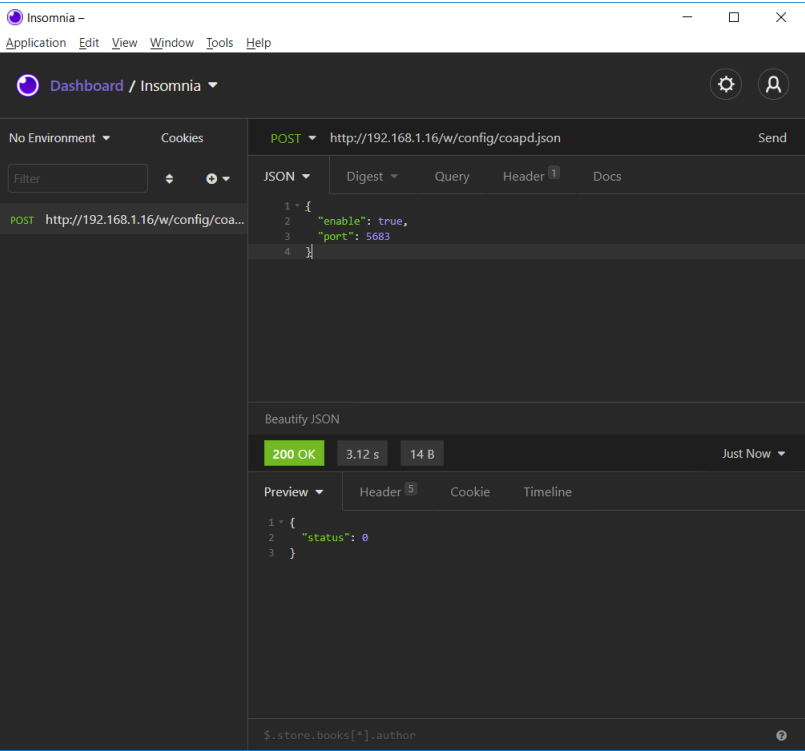 Insomnia –
Application Edit View Window Tools Help
Dashboard / Insomnia
No Environment Cookies
POST http://192.168.1.16/w/config/coapd.json Send
Filter
JSON Digest Query Header 1 Docs
POST http://192.168.1.16/w/config/coa...
1 {
2 "enable": true,
3 "port": 5683
4 }
Beautify JSON
200 OK 3.12 s 14 B Just Now
Preview Header 5 Cookie Timeline
1 {
2 "status": 0
3 }
$.store.books[*].author